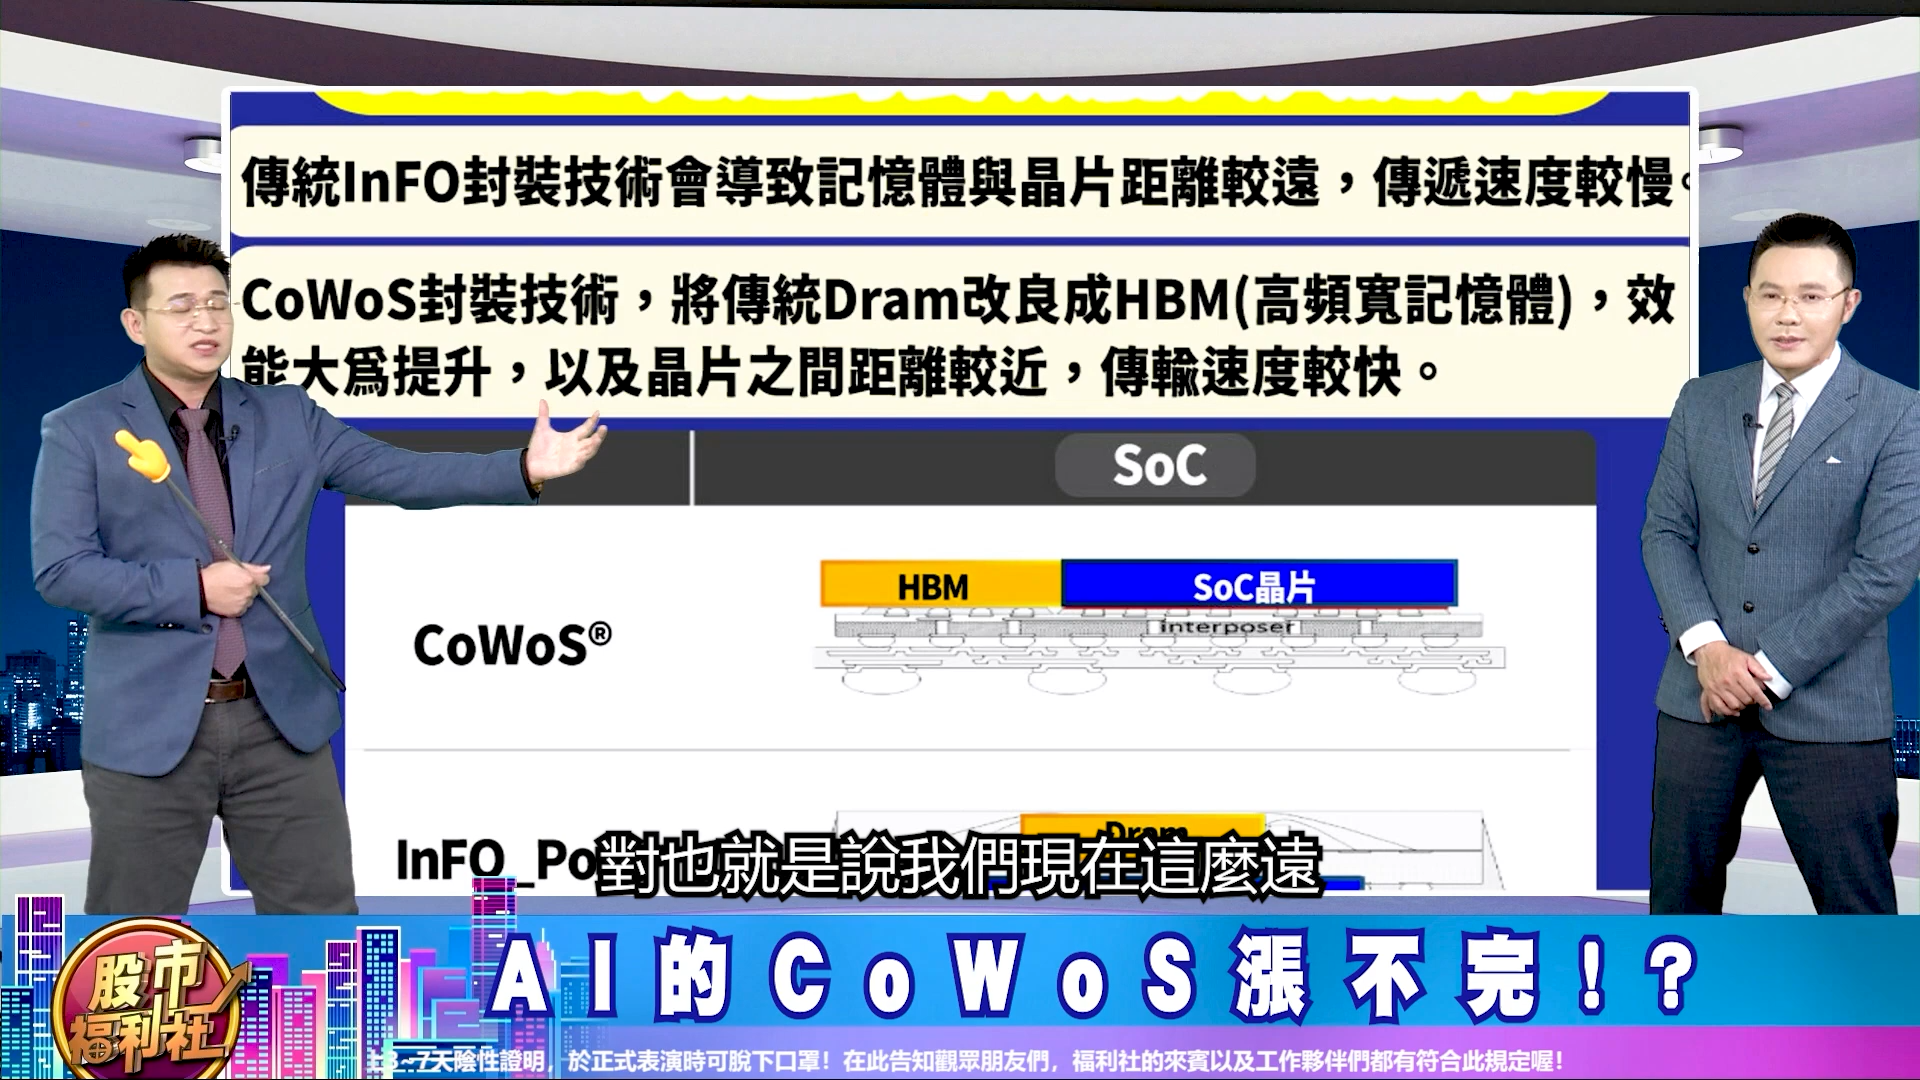 傳統InFO封裝技術會導致記憶體與晶片距離較遠，傳遞速度較慢。
CoWoS封裝技術，將傳統Dram改良成HBM(高頻寬記憶體)，效
能大為提升，以及晶片之間距離較近，傳輸速度較快。
SoC
HBM
SoC晶片
interposer
CoWoS®
Dram
InFO_Po
對也就是說我們現在這麼遠
AI的CoWoS漲不完!?
股市
福利社
上3~7天陰性證明，於正式表演時可脫下口罩！在此告知觀眾朋友們，福利社的來賓以及工作夥伴們都有符合此規定喔！